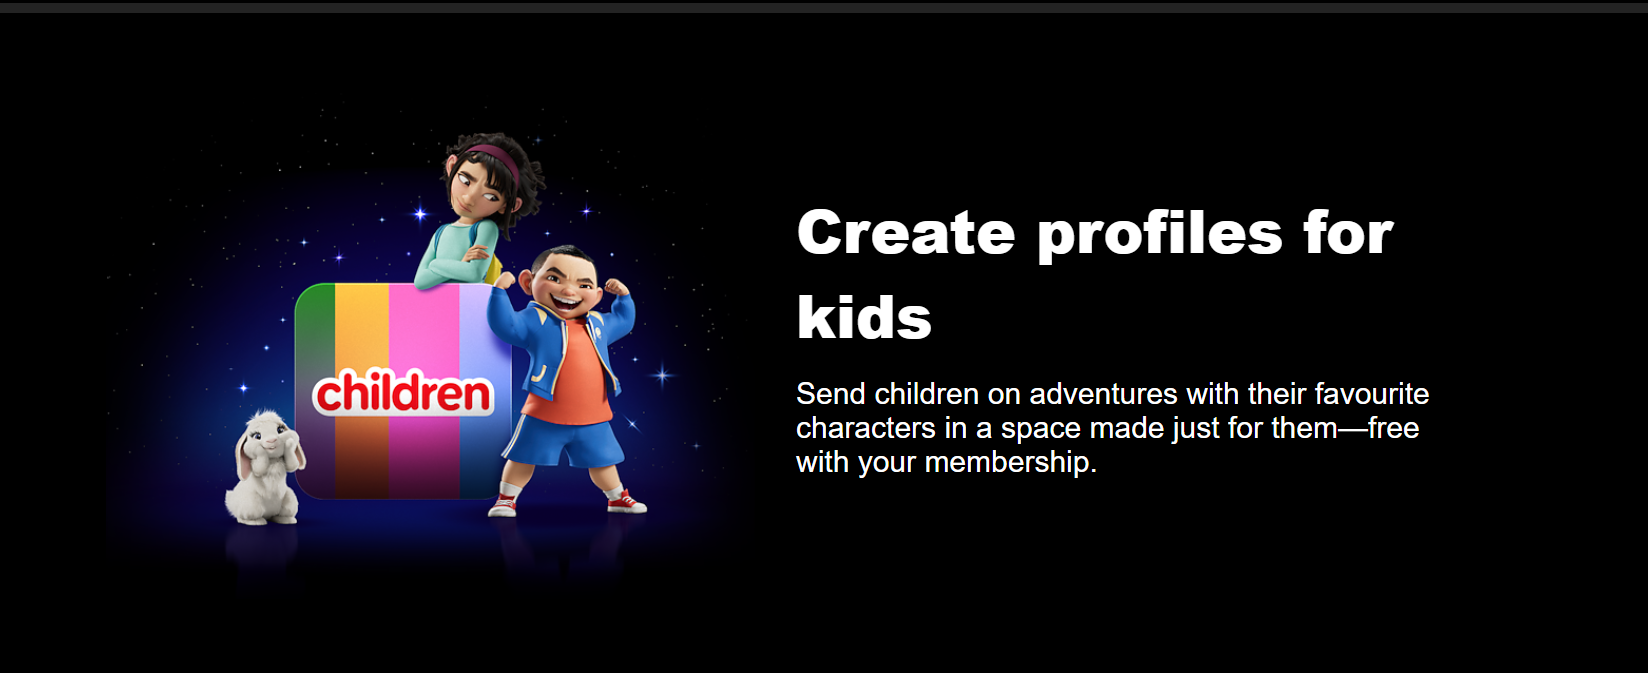 children
Create profiles for
kids
Send children on adventures with their favourite
characters in a space made just for them—free
with your membership.